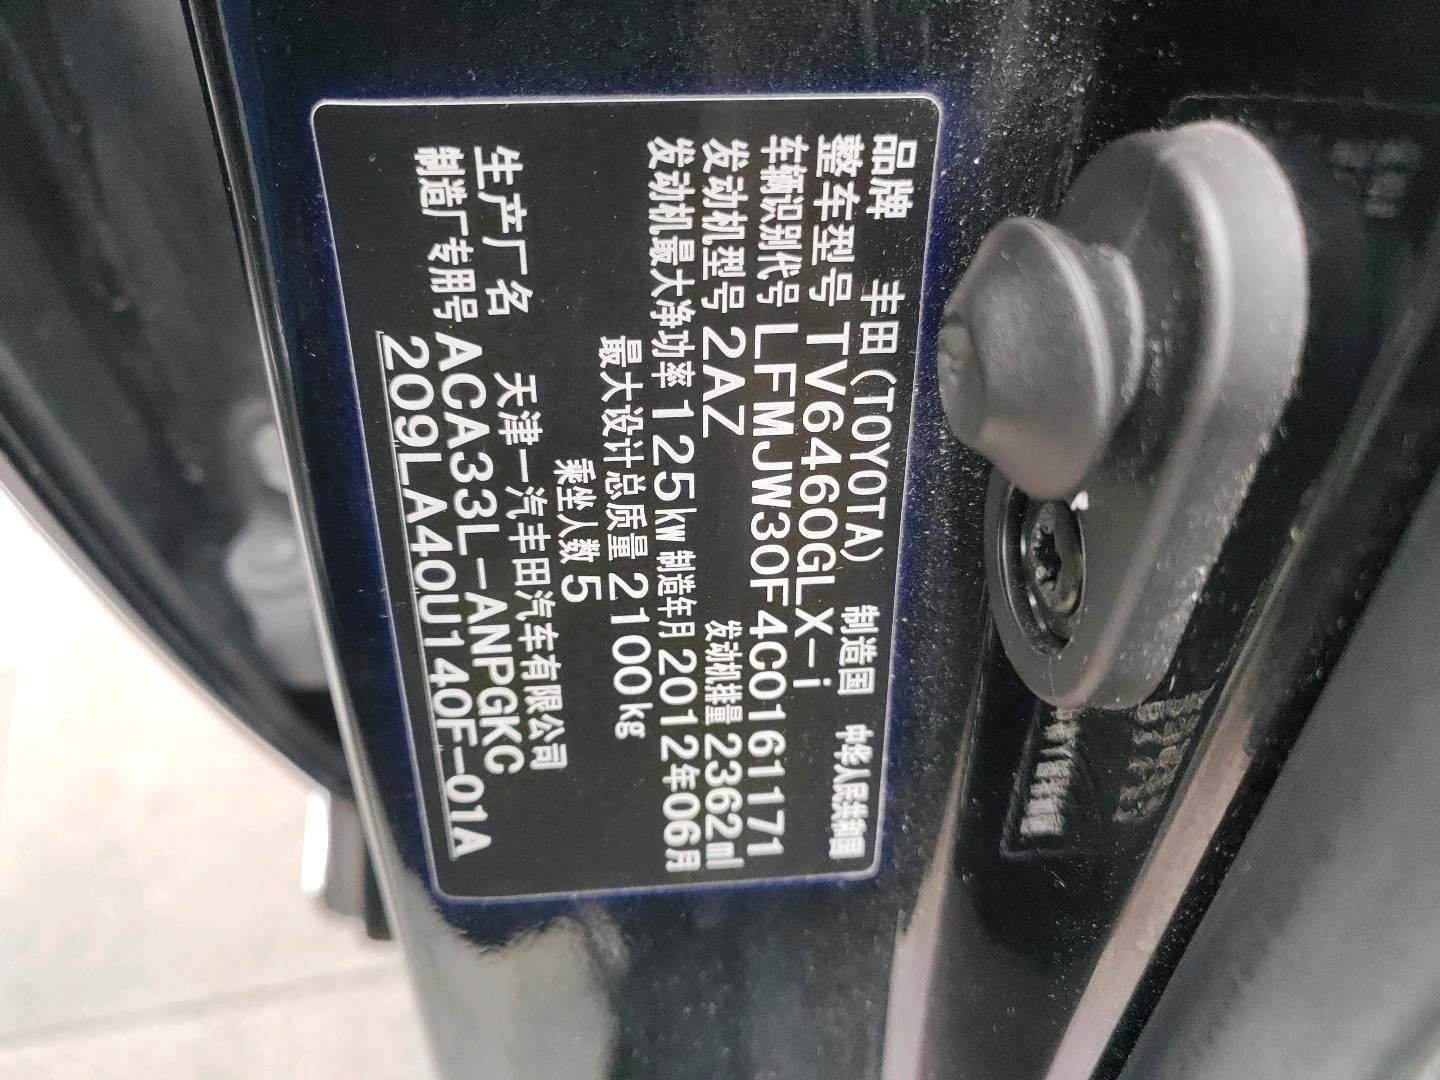 品牌 丰田(TOYOTA) 制造国 中华人民共和国
整车型号 TV6460GLX-i
车辆识别代号 LFMJW30F4C0161171
发动机型号 2AZ 发动机排量 2362ml
发动机最大净功率 125kW 制造年月 2012年06月
最大设计总质量 2100kg
乘坐人数 5
生产厂名 天津一汽丰田汽车有限公司
制造厂专用号 ACA33L-ANPGKC
209LA40U140F-01A